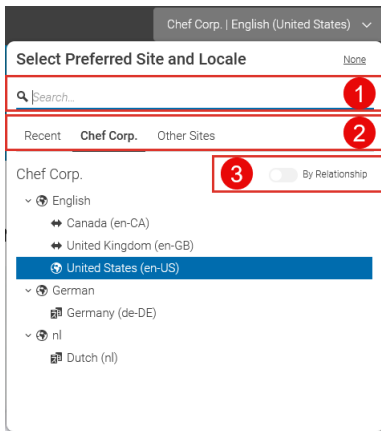 Chef Corp. | English (United States)
Select Preferred Site and Locale None
Search... 1
Recent Chef Corp. Other Sites 2
Chef Corp. 3 By Relationship
English
Canada (en-CA)
United Kingdom (en-GB)
United States (en-US)
German
Germany (de-DE)
nl
Dutch (nl)